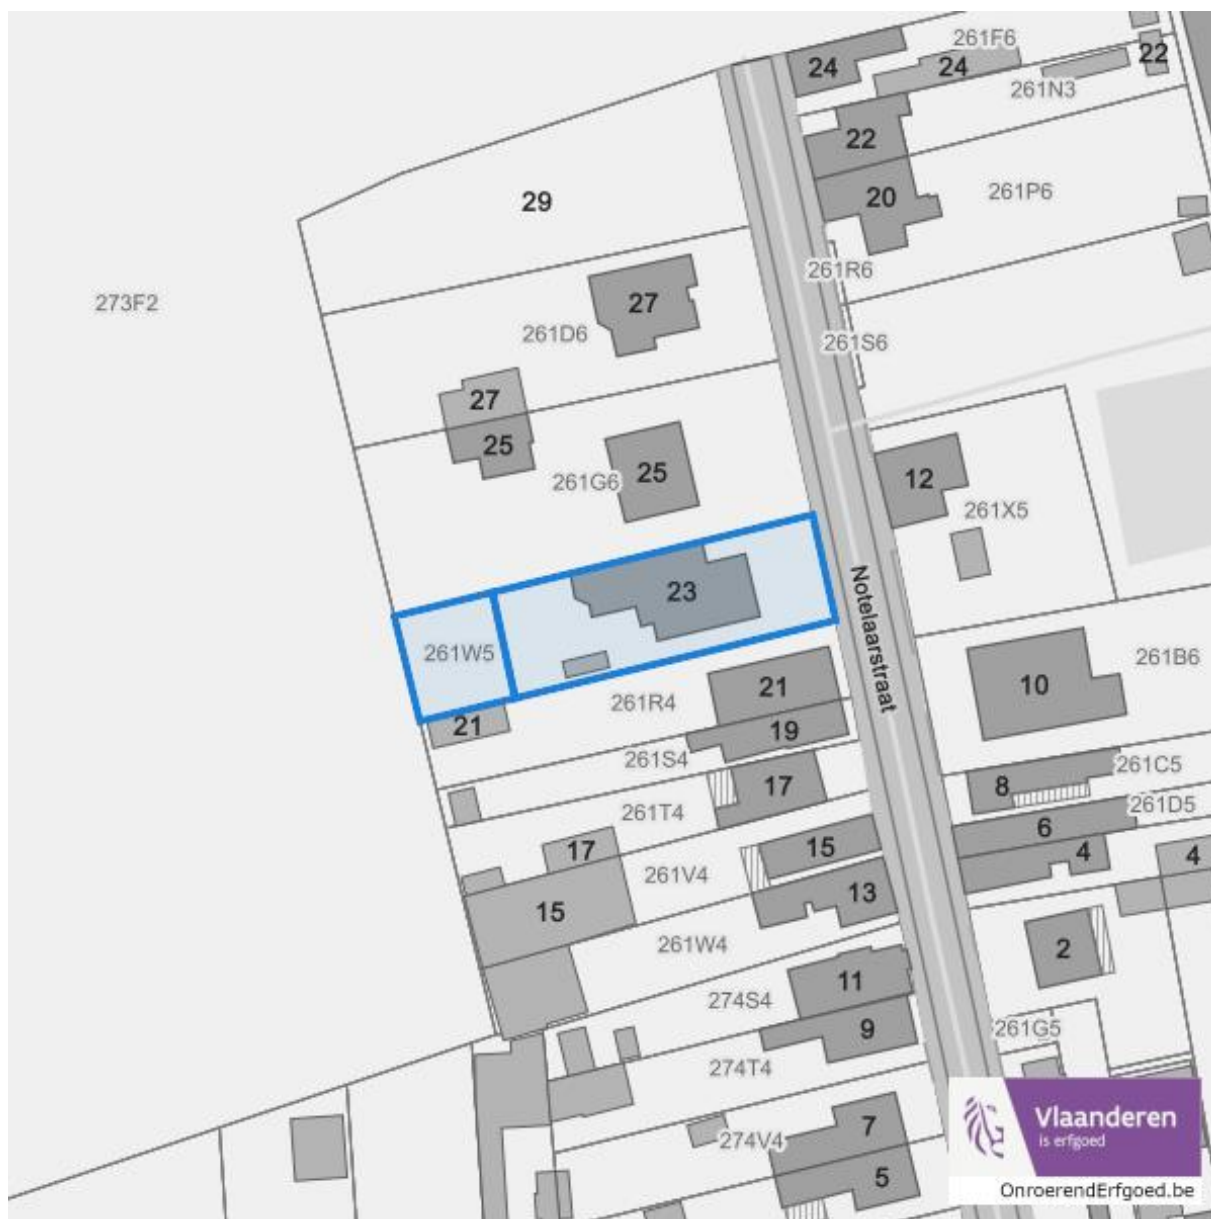 261F6
24
24
22
261N3
22
20
261P6
29
261R6
273F2
27
261D6
261S6
27
25
25
261G6
12
261X5
23
Notelaarstraat
261W5
261B6
21
10
261R4
21
19
261S4
17
8
261C5
261D5
261T4
6
17
15
4
4
261V4
13
15
261W4
2
11
274S4
9
261G5
274T4
7
274V4
5
Vlaanderen
is erfgoed
OnroerendErfgoed.be